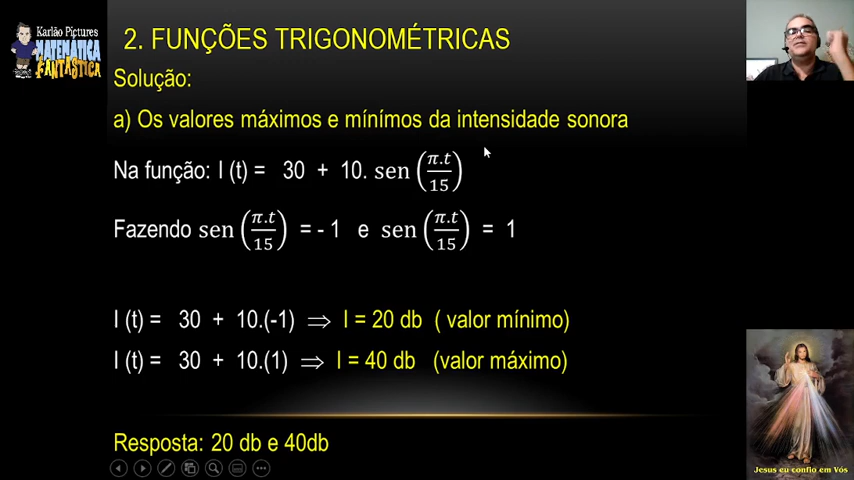 Karlão Pictures
MATEMÁTICA
FANTÁSTICA
2. FUNÇÕES TRIGONOMÉTRICAS
Solução:
a) Os valores máximos e mínímos da intensidade sonora
Na função: I (t) = 30 + 10. sen (π.t/15)
Fazendo sen (π.t/15) = - 1 e sen (π.t/15) = 1
I (t) = 30 + 10.(-1) ⟹ I = 20 db ( valor mínimo)
I (t) = 30 + 10.(1) ⟹ I = 40 db (valor máximo)
Resposta: 20 db e 40db
Jesus eu confio em Vós